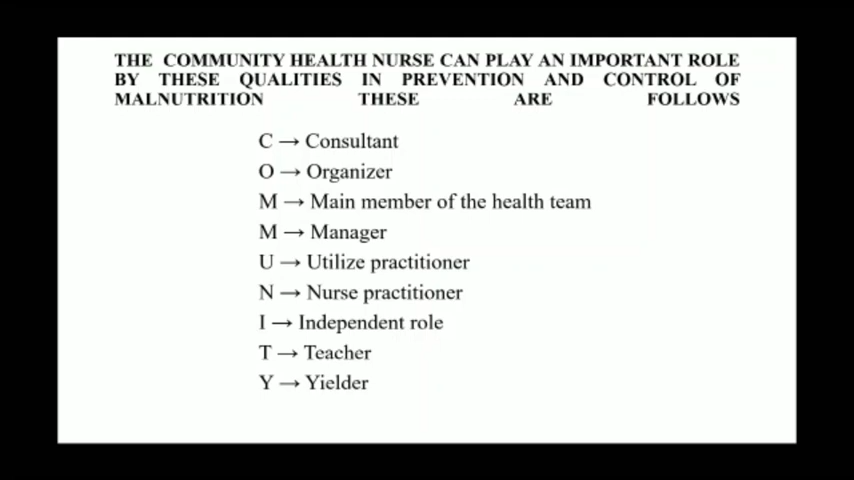 THE COMMUNITY HEALTH NURSE CAN PLAY AN IMPORTANT ROLE
BY THESE QUALITIES IN PREVENTION AND CONTROL OF
MALNUTRITION THESE ARE FOLLOWS
C → Consultant
O → Organizer
M → Main member of the health team
M → Manager
U → Utilize practitioner
N → Nurse practitioner
I → Independent role
T → Teacher
Y → Yielder